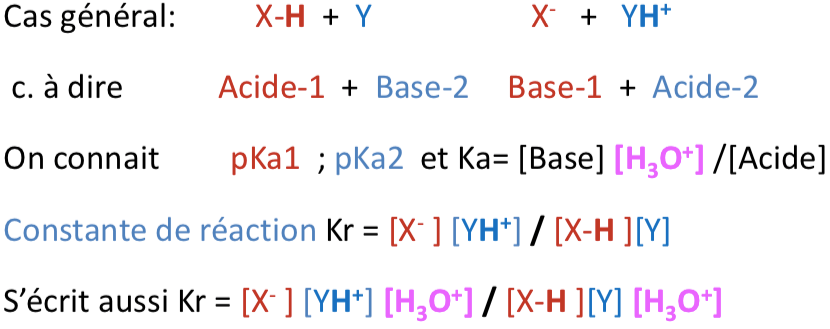 Cas général: X-H + Y X⁻ + YH⁺
c. à dire Acide-1 + Base-2 Base-1 + Acide-2
On connait pKa1 ; pKa2 et Ka= [Base] [H₃O⁺] /[Acide]
Constante de réaction Kr = [X⁻ ] [YH⁺] / [X-H ][Y]
S’écrit aussi Kr = [X⁻ ] [YH⁺] [H₃O⁺] / [X-H ][Y] [H₃O⁺]